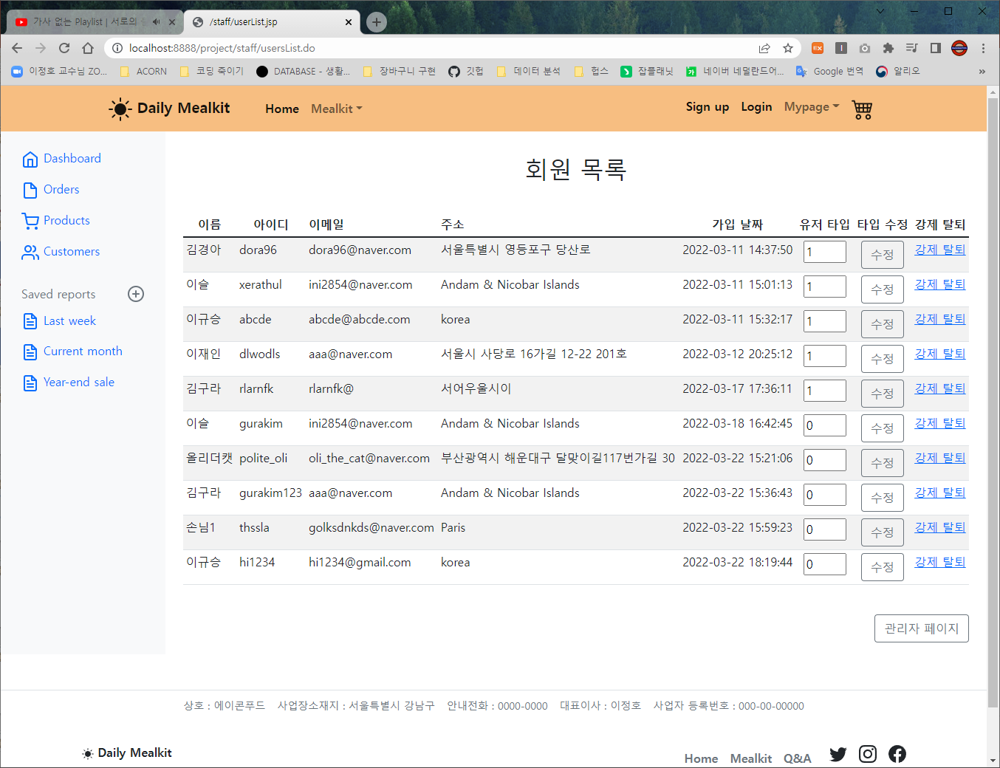 가사 없는 Playlist | 서로의
/staff/userList.jsp
localhost:8888/project/staff/usersList.do
이정호 교수님 ZO...
ACORN
코딩 죽이기
DATABASE - 생활...
장바구니 구현
깃헙
데이터 분석
헙스
잡플래닛
네이버 네덜란드어...
Google 번역
알리오
»
Daily Mealkit
Home
Mealkit
Sign up
Login
Mypage
Dashboard
Orders
Products
Customers
Saved reports
Last week
Current month
Year-end sale
회원 목록
이름 아이디 이메일 주소 가입 날짜 유저 타입 타입 수정 강제 탈퇴
김경아 dora96 dora96@naver.com 서울특별시 영등포구 당산로 2022-03-11 14:37:50 1 수정 강제 탈퇴
이슬 xerathul ini2854@naver.com Andam & Nicobar Islands 2022-03-11 15:01:13 1 수정 강제 탈퇴
이규승 abcde abcde@abcde.com korea 2022-03-11 15:32:17 1 수정 강제 탈퇴
이재인 dlwodls aaa@naver.com 서울시 사당로 16가길 12-22 201호 2022-03-12 20:25:12 1 수정 강제 탈퇴
김구라 rlarnfk rlarnfk@ 서어우울시이 2022-03-17 17:36:11 1 수정 강제 탈퇴
이슬 gurakim ini2854@naver.com Andam & Nicobar Islands 2022-03-18 16:42:45 0 수정 강제 탈퇴
올리더캣 polite_oli oli_the_cat@naver.com 부산광역시 해운대구 달맞이길117번가길 30 2022-03-22 15:21:06 0 수정 강제 탈퇴
김구라 gurakim123 aaa@naver.com Andam & Nicobar Islands 2022-03-22 15:36:43 0 수정 강제 탈퇴
손님1 thssla golksdnkds@naver.com Paris 2022-03-22 15:59:23 0 수정 강제 탈퇴
이규승 hi1234 hi1234@gmail.com korea 2022-03-22 18:19:44 0 수정 강제 탈퇴
관리자 페이지
상호 : 에이콘푸드 사업장소재지 : 서울특별시 강남구 안내전화 : 0000-0000 대표이사 : 이정호 사업자 등록번호 : 000-00-00000
Daily Mealkit
Home Mealkit Q&A